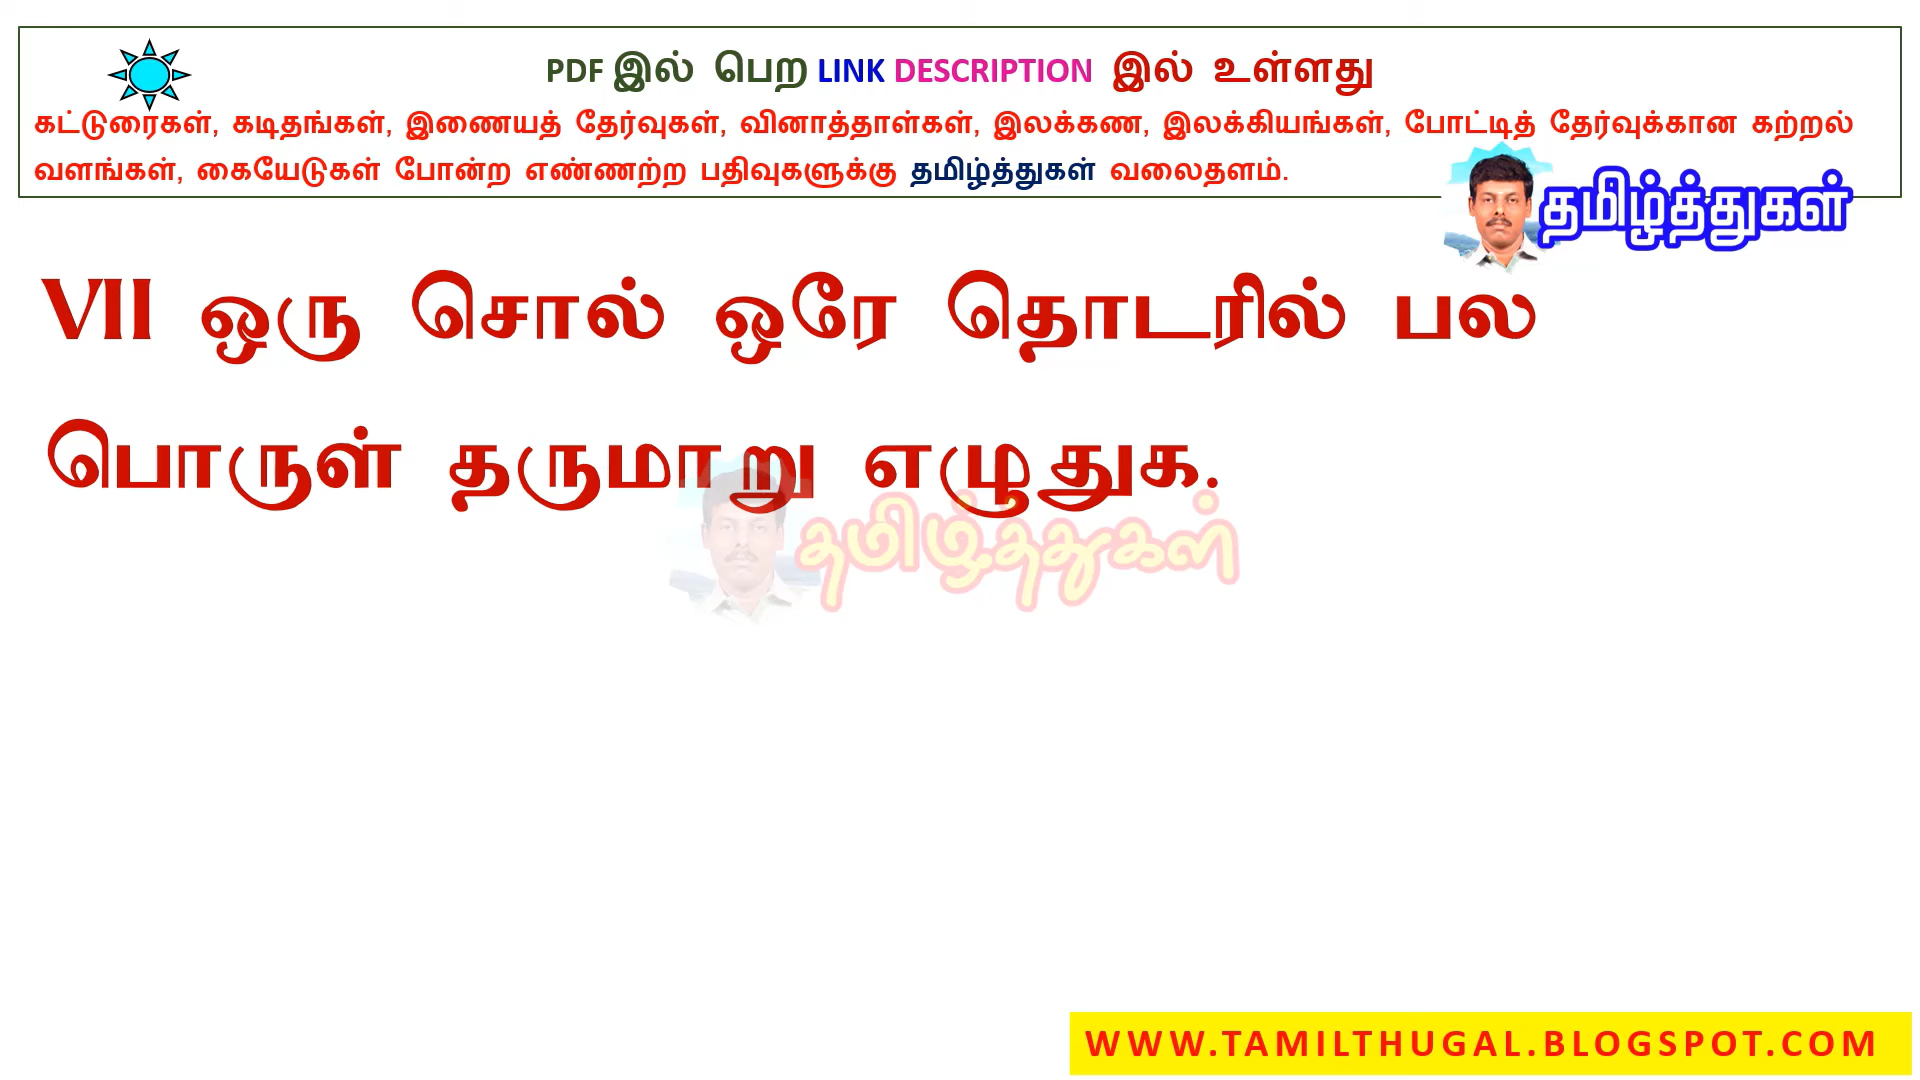 PDF இல் பெற LINK DESCRIPTION இல் உள்ளது
கட்டுரைகள், கடிதங்கள், இணையத் தேர்வுகள், வினாத்தாள்கள், இலக்கண, இலக்கியங்கள், போட்டித் தேர்வுக்கான கற்றல்
வளங்கள், கையேடுகள் போன்ற எண்ணற்ற பதிவுகளுக்கு தமிழ்த்துகள் வலைதளம்.
தமிழ்த்துகள்
VII ஒரு சொல் ஒரே தொடரில் பல
பொருள் தருமாறு எழுதுக.
தமிழ்த்துகள்
WWW.TAMILTHUGAL.BLOGSPOT.COM